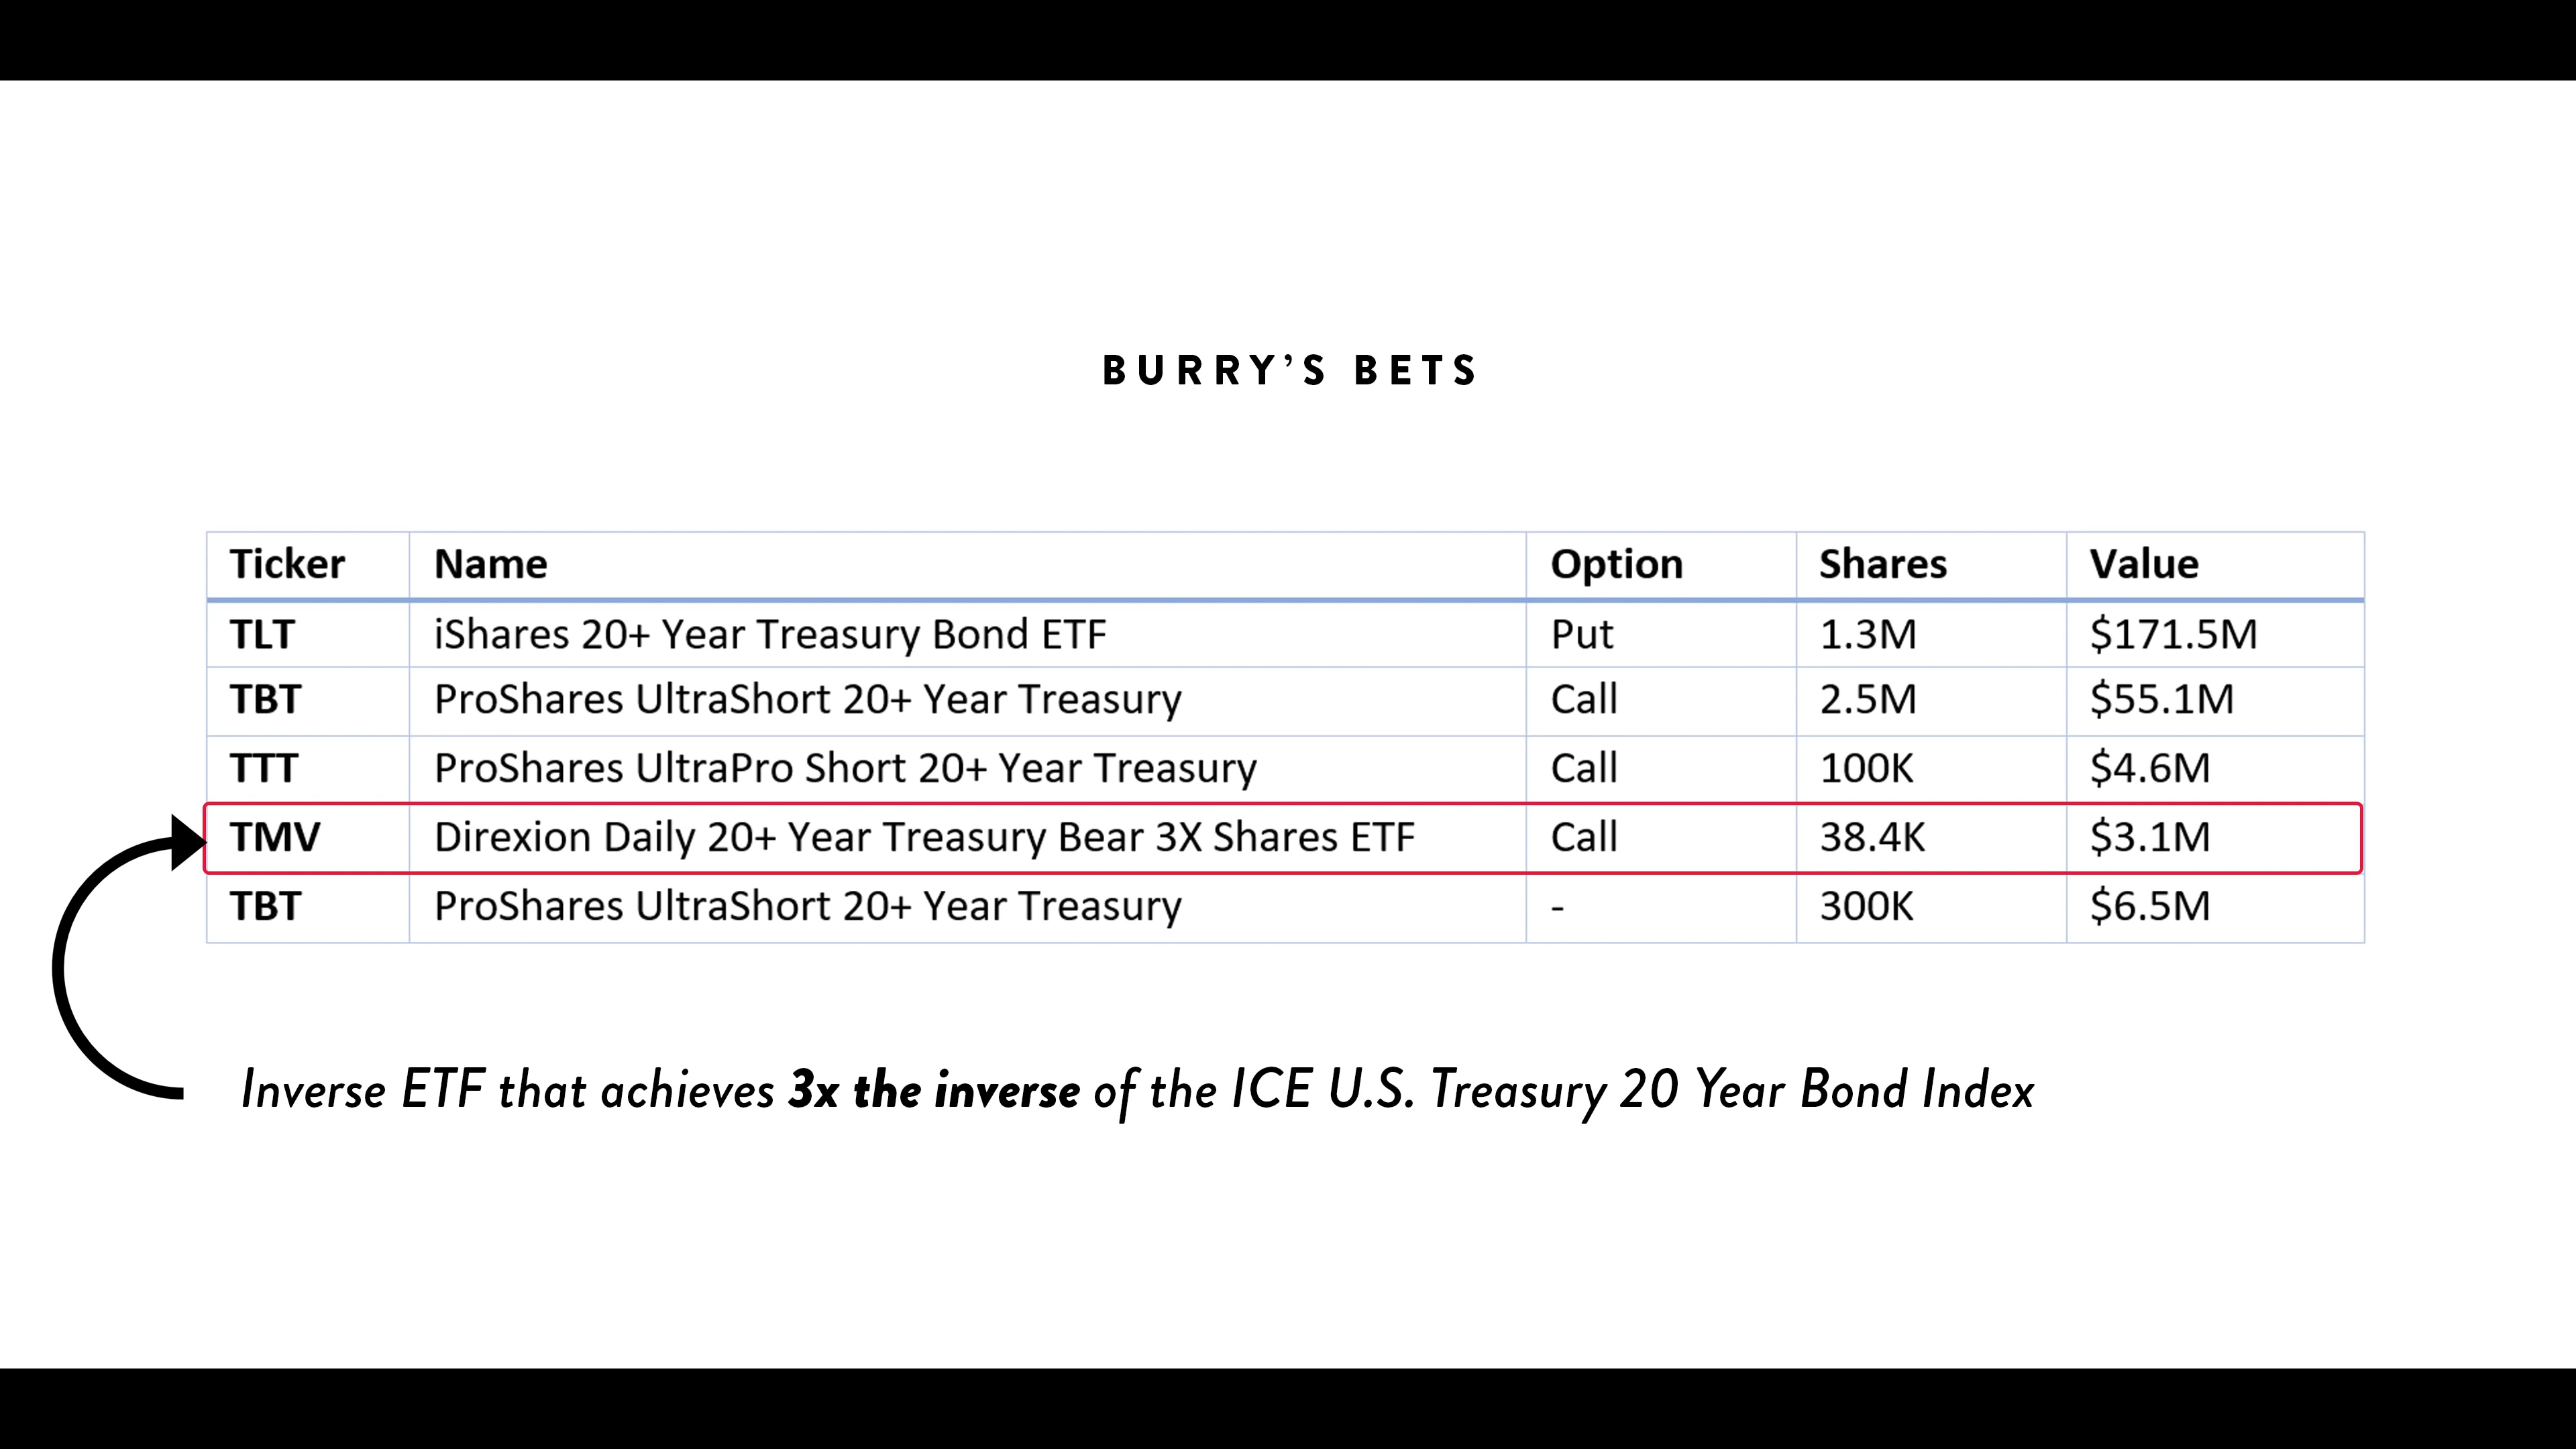 BURRY'S BETS
Ticker Name Option Shares Value
TLT iShares 20+ Year Treasury Bond ETF Put 1.3M $171.5M
TBT ProShares UltraShort 20+ Year Treasury Call 2.5M $55.1M
TTT ProShares UltraPro Short 20+ Year Treasury Call 100K $4.6M
TMV Direxion Daily 20+ Year Treasury Bear 3X Shares ETF Call 38.4K $3.1M
TBT ProShares UltraShort 20+ Year Treasury - 300K $6.5M
Inverse ETF that achieves 3x the inverse of the ICE U.S. Treasury 20 Year Bond Index